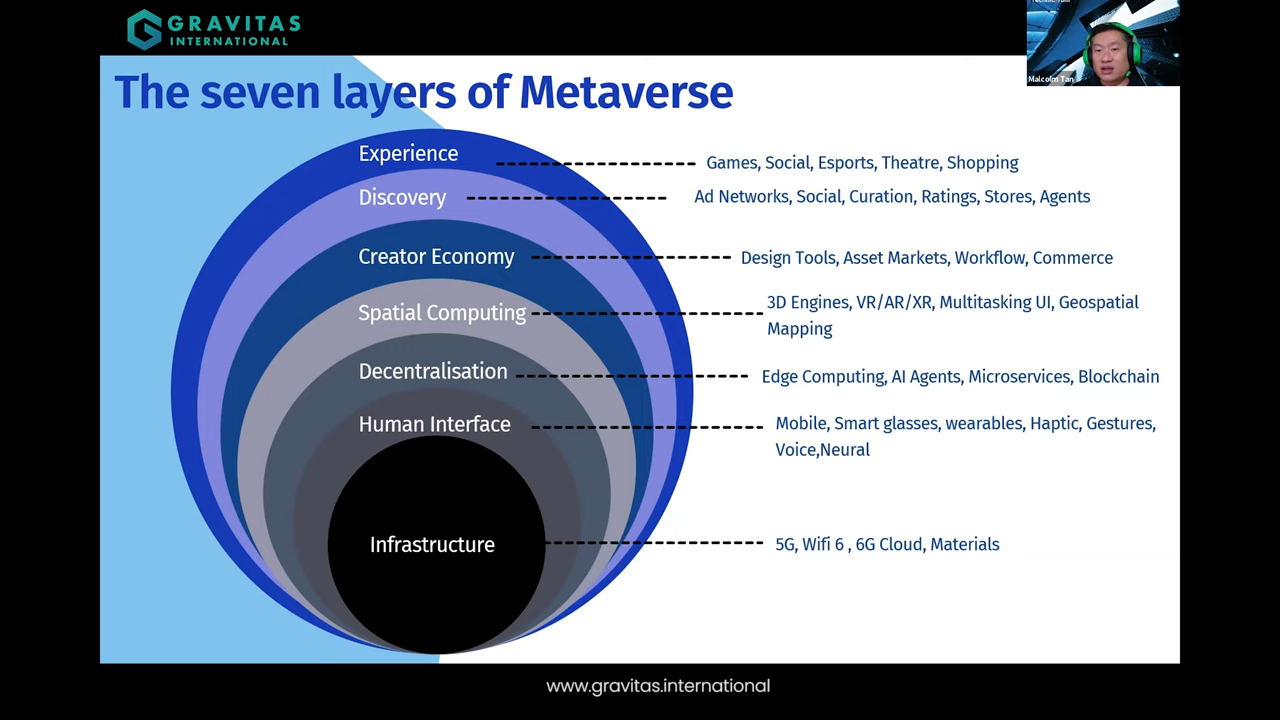 GRAVITAS
INTERNATIONAL
Malcolm Tan
The seven layers of Metaverse
Experience
Games, Social, Esports, Theatre, Shopping
Discovery
Ad Networks, Social, Curation, Ratings, Stores, Agents
Creator Economy
Design Tools, Asset Markets, Workflow, Commerce
Spatial Computing
3D Engines, VR/AR/XR, Multitasking UI, Geospatial
Mapping
Decentralisation
Edge Computing, AI Agents, Microservices, Blockchain
Human Interface
Mobile, Smart glasses, wearables, Haptic, Gestures,
Voice,Neural
Infrastructure
5G, Wifi 6 , 6G Cloud, Materials
www.gravitas.international